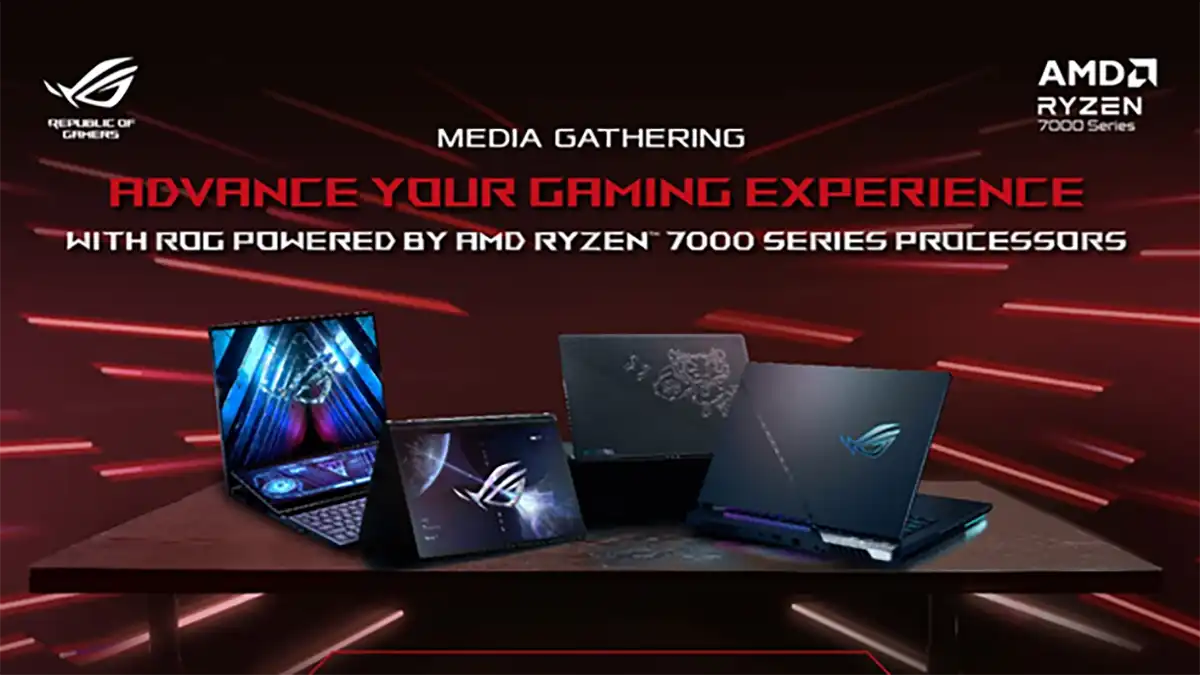 REPUBLIC OF
GAMERS
AMD
RYZEN
7000 Series
MEDIA GATHERING
ADVANCE YOUR GAMING EXPERIENCE
WITH ROG POWERED BY AMD RYZEN™ 7000 SERIES PROCESSORS